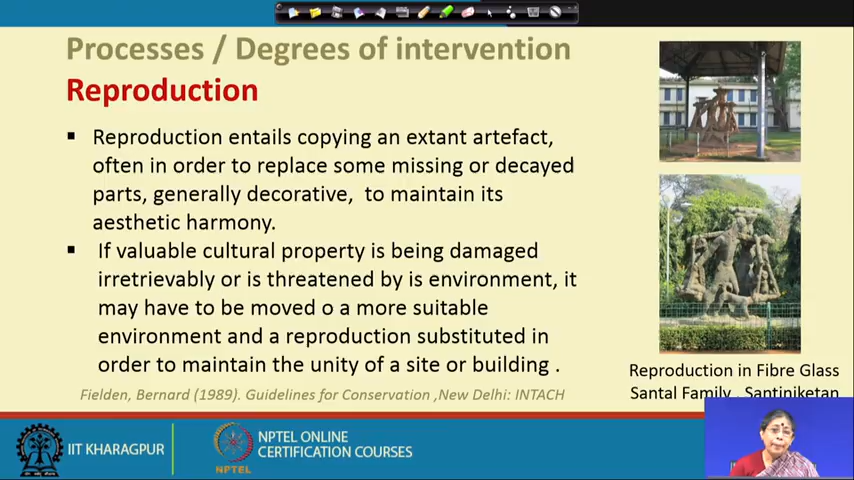 Processes / Degrees of intervention
Reproduction
▪ Reproduction entails copying an extant artefact,
often in order to replace some missing or decayed
parts, generally decorative, to maintain its
aesthetic harmony.
▪ If valuable cultural property is being damaged
irretrievably or is threatened by is environment, it
may have to be moved o a more suitable
environment and a reproduction substituted in
order to maintain the unity of a site or building .
Fielden, Bernard (1989). Guidelines for Conservation ,New Delhi: INTACH
Reproduction in Fibre Glass
Santal Family , Santiniketan
IIT KHARAGPUR
NPTEL
NPTEL ONLINE
CERTIFICATION COURSES